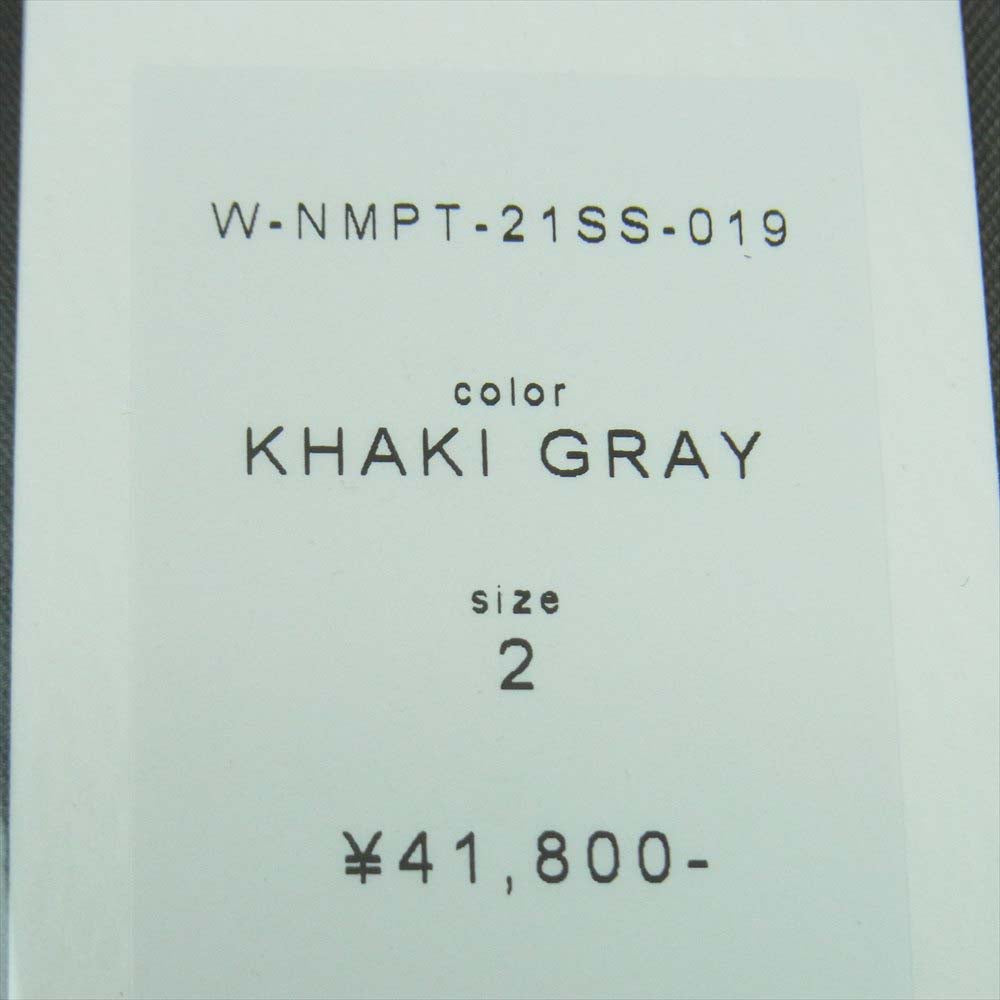 W-NMPT-21SS-019
color
KHAKI GRAY
size
2
¥41,800-